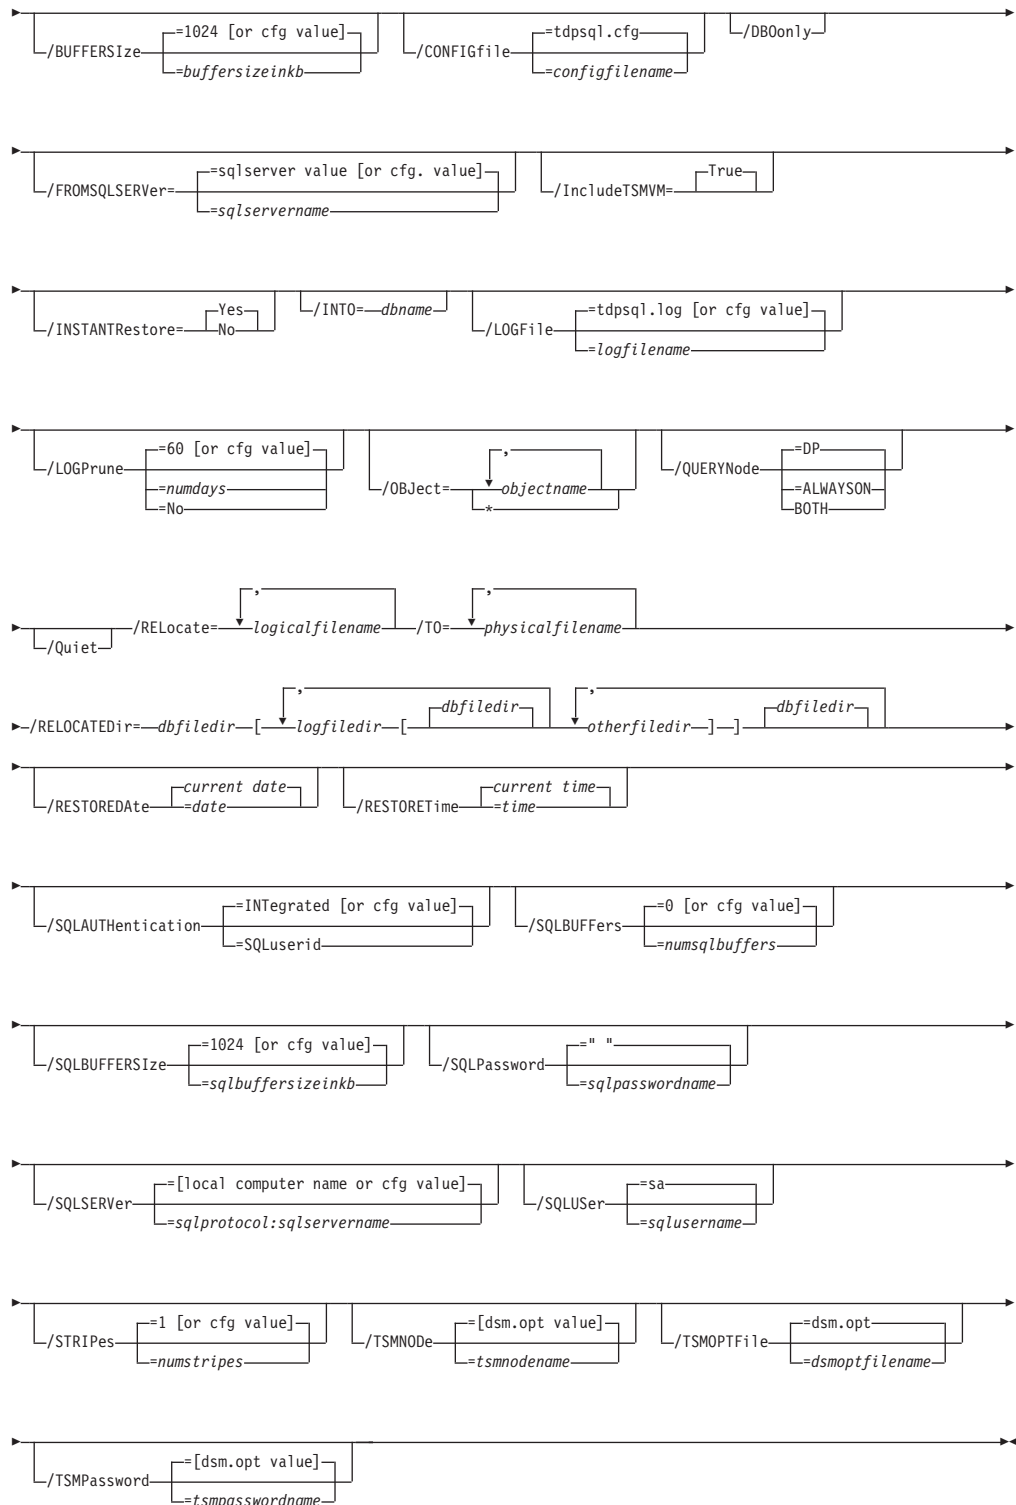 =1024 [or cfg value] =tdpsql.cfg /DBOonly
/BUFFERSIze /CONFIGfile
=buffersizeinkb =configfilename
=sqlserver value [or cfg. value] True
/FROMSQLSERVer= /IncludeTSMVM=
=sqlservername
Yes /INTO= dbname =tdpsql.log [or cfg value]
/INSTANTRestore= No /LOGFile
=logfilename
=60 [or cfg value] , =DP
/LOGPrune /OBJect= objectname /QUERYNode
=numdays * =ALWAYSON
=No BOTH
, ,
/RELocate= logicalfilename /TO= physicalfilename
/Quiet
, dbfiledir , dbfiledir
/RELOCATEDir= dbfiledir [ logfiledir [ otherfiledir ] ]
current date current time
/RESTOREDAte =date /RESTORETime =time
=INTegrated [or cfg value] =0 [or cfg value]
/SQLAUTHentication /SQLBUFFers
=SQLuserid =numsqlbuffers
=1024 [or cfg value] =" "
/SQLBUFFERSIze /SQLPassword
=sqlbuffersizeinkb =sqlpasswordname
=[local computer name or cfg value] =sa
/SQLSERVer /SQLUSer
=sqlprotocol:sqlservername =sqlusername
=1 [or cfg value] =[dsm.opt value] =dsm.opt
/STRIPes /TSMNODe /TSMOPTFile
=numstripes =tsmnodename =dsmoptfilename
=[dsm.opt value]
/TSMPassword
=tsmpasswordname